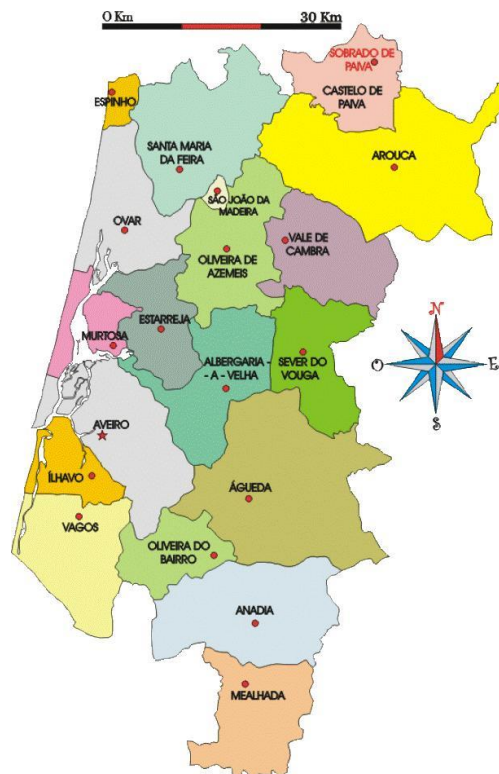 O Km 30 Km
SOBRADO DE
PAIVA
CASTELO DE
PAIVA
ESPINHO
SANTA MARIA
DA FEIRA
AROUCA
SÃO JOÃO DA
MADEIRA
OVAR
VALE DE
CAMBRA
OLIVEIRA DE
AZEMEIS
N
ESTARREJA
MURTOSA
ALBERGARIA -
- A - VELHA
SEVER DO
VOUGA
O E
S
AVEIRO
ÍLHAVO
ÁGUEDA
VAGOS
OLIVEIRA DO
BAIRRO
ANADIA
MEALHADA